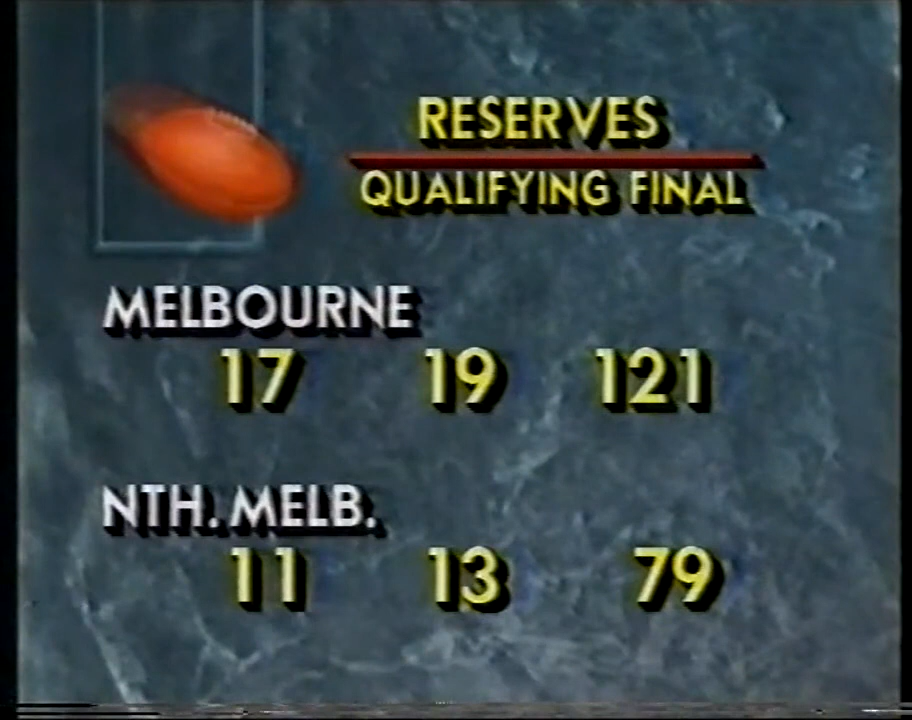 RESERVES
QUALIFYING FINAL
MELBOURNE
17 19 121
NTH. MELB.
11 13 79